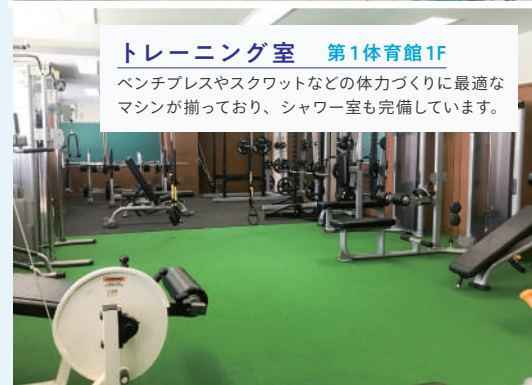 トレーニング室 第1体育館1F
ベンチプレスやスクワットなどの体力づくりに最適な
マシンが揃っており、シャワー室も完備しています。